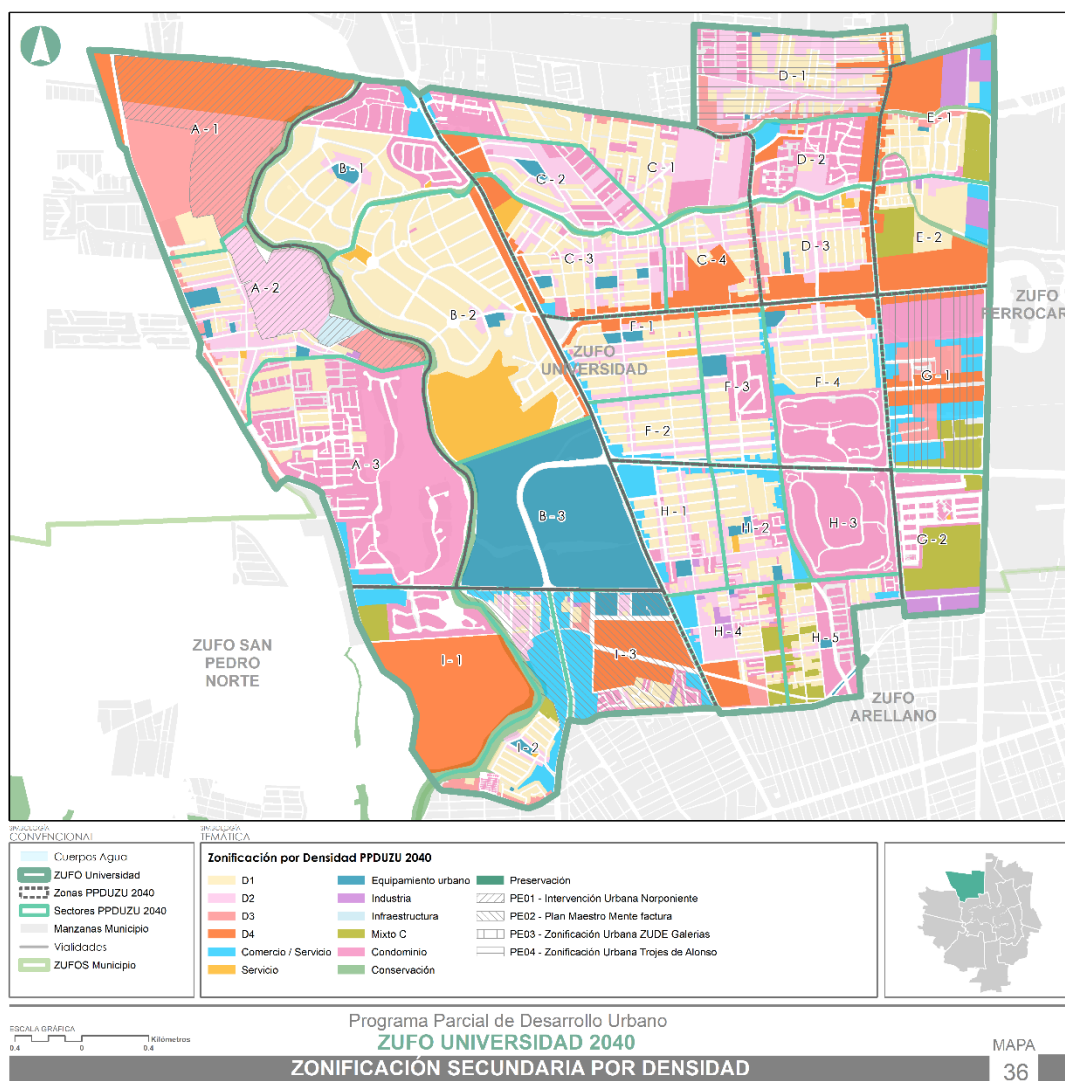 D - 1
A - 1
E - 1
B - 1
C - 1
D - 2
C - 2
E - 2
C - 3
C - 4
D - 3
A - 2
B - 2
F - 1
ZUFO
UNIVERSIDAD
ZUFO
FERROCAR
F - 3
F - 4
G - 1
F - 2
A - 3
B - 3
H - 1
H - 2
H - 3
G - 2
H - 4
H - 5
I - 1
I - 3
I - 2
ZUFO SAN
PEDRO
NORTE
ZUFO
ARELLANO
SIMBOLOGÍA
CONVENCIONAL
Cuerpos Agua
ZUFO Universidad
Zonas PPDUZU 2040
Sectores PPDUZU 2040
Manzanas Municipio
Vialidades
ZUFOS Municipio
SIMBOLOGÍA
TEMÁTICA
Zonificación por Densidad PPDUZU 2040
D1
D2
D3
D4
Comercio / Servicio
Servicio
Equipamiento urbano
Industria
Infraestructura
Mixto C
Condominio
Conservación
Preservación
PE01 - Intervención Urbana Norponiente
PE02 - Plan Maestro Mente factura
PE03 - Zonificación Urbana ZUDE Galerias
PE04 - Zonificación Urbana Trojes de Alonso
ESCALA GRÁFICA
0.4 0 0.4 Kilómetros
Programa Parcial de Desarrollo Urbano
ZUFO UNIVERSIDAD 2040
ZONIFICACIÓN SECUNDARIA POR DENSIDAD
MAPA
36